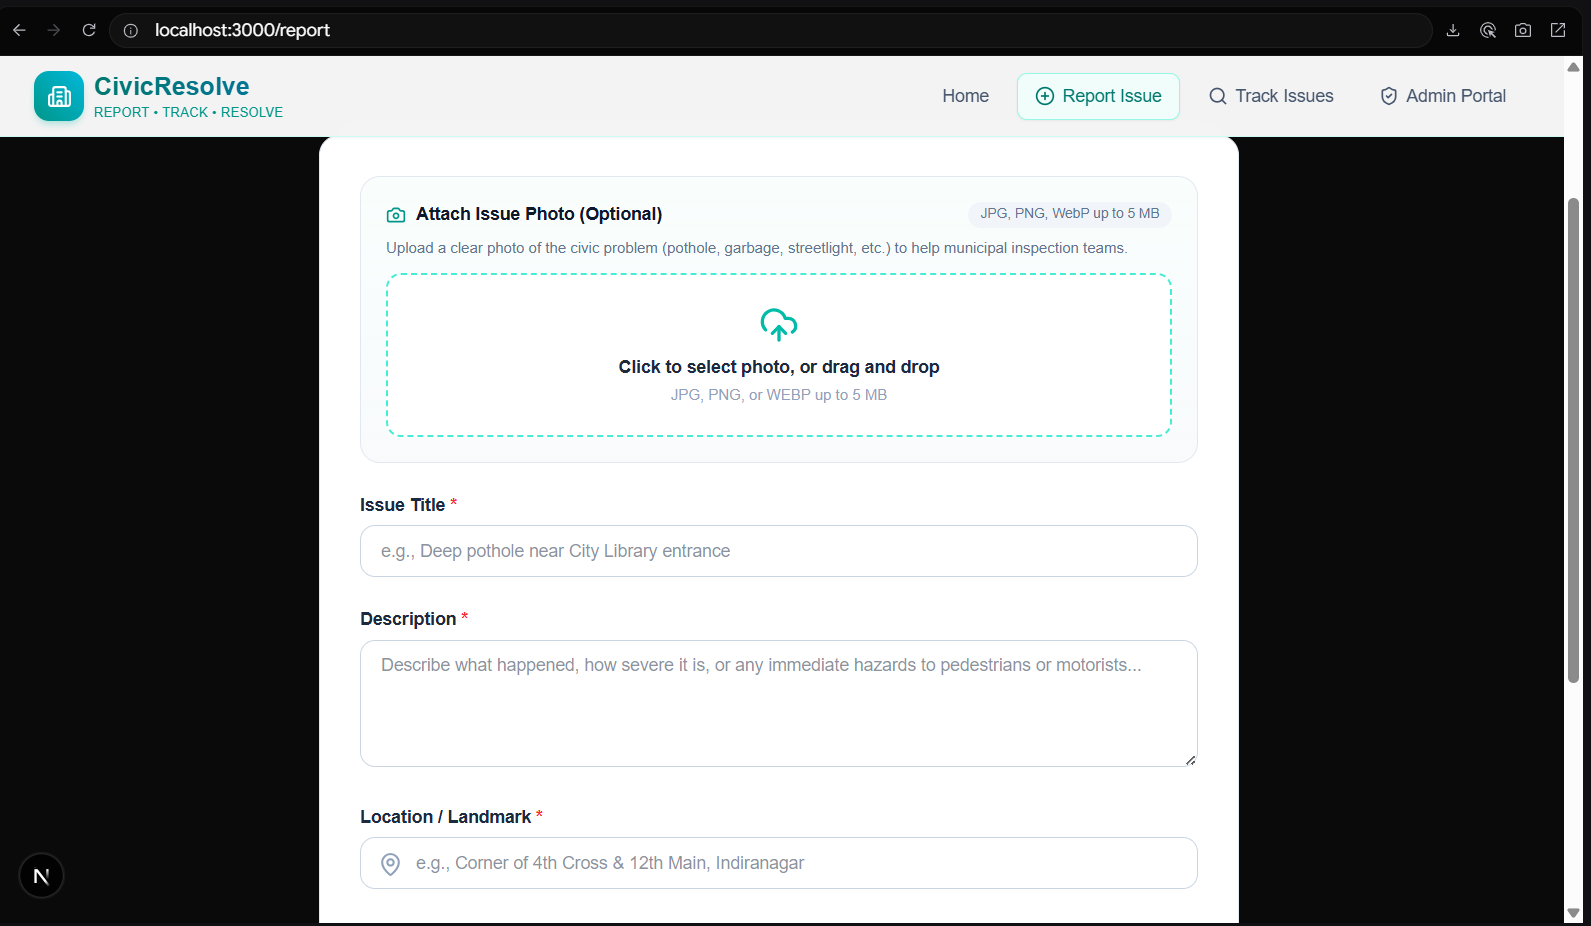 localhost:3000/report
CivicResolve
REPORT • TRACK • RESOLVE
Home
Report Issue
Track Issues
Admin Portal
Attach Issue Photo (Optional)
JPG, PNG, WebP up to 5 MB
Upload a clear photo of the civic problem (pothole, garbage, streetlight, etc.) to help municipal inspection teams.
Click to select photo, or drag and drop
JPG, PNG, or WEBP up to 5 MB
Issue Title *
e.g., Deep pothole near City Library entrance
Description *
Describe what happened, how severe it is, or any immediate hazards to pedestrians or motorists...
Location / Landmark *
e.g., Corner of 4th Cross & 12th Main, Indiranagar
N